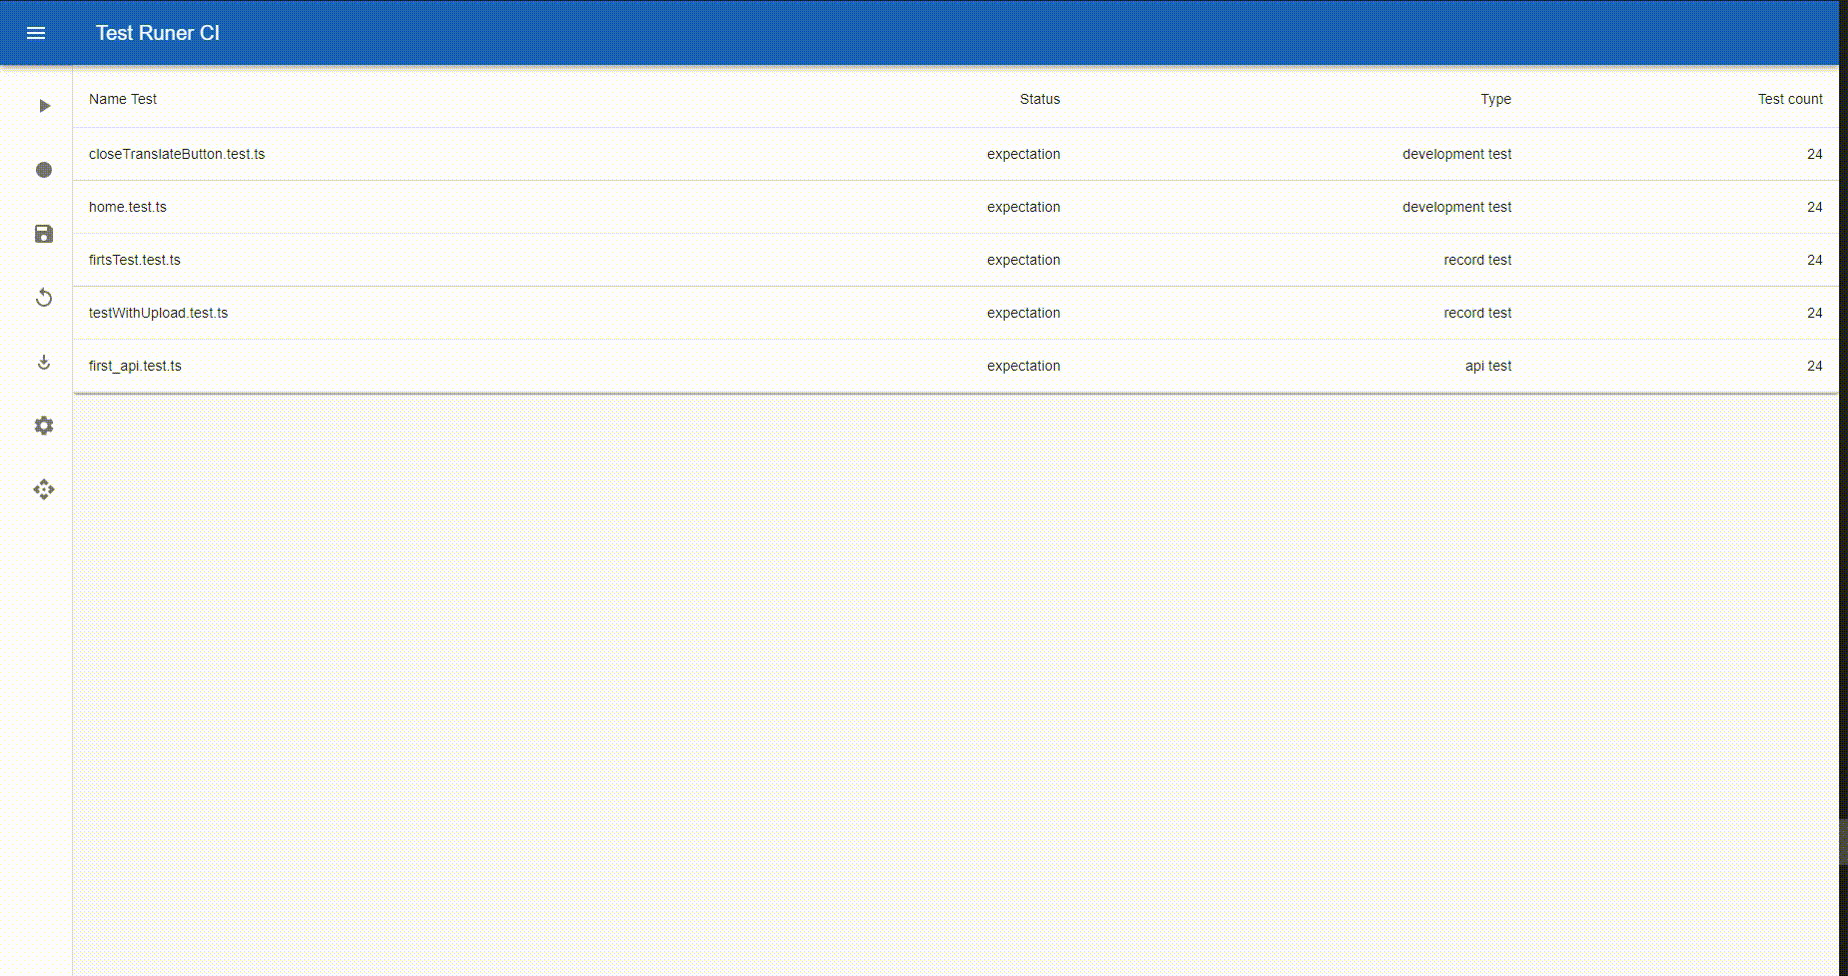 Test Runer CI
Name Test Status Type Test count
closeTranslateButton.test.ts expectation development test 24
home.test.ts expectation development test 24
firtsTest.test.ts expectation record test 24
testWithUpload.test.ts expectation record test 24
first_api.test.ts expectation api test 24